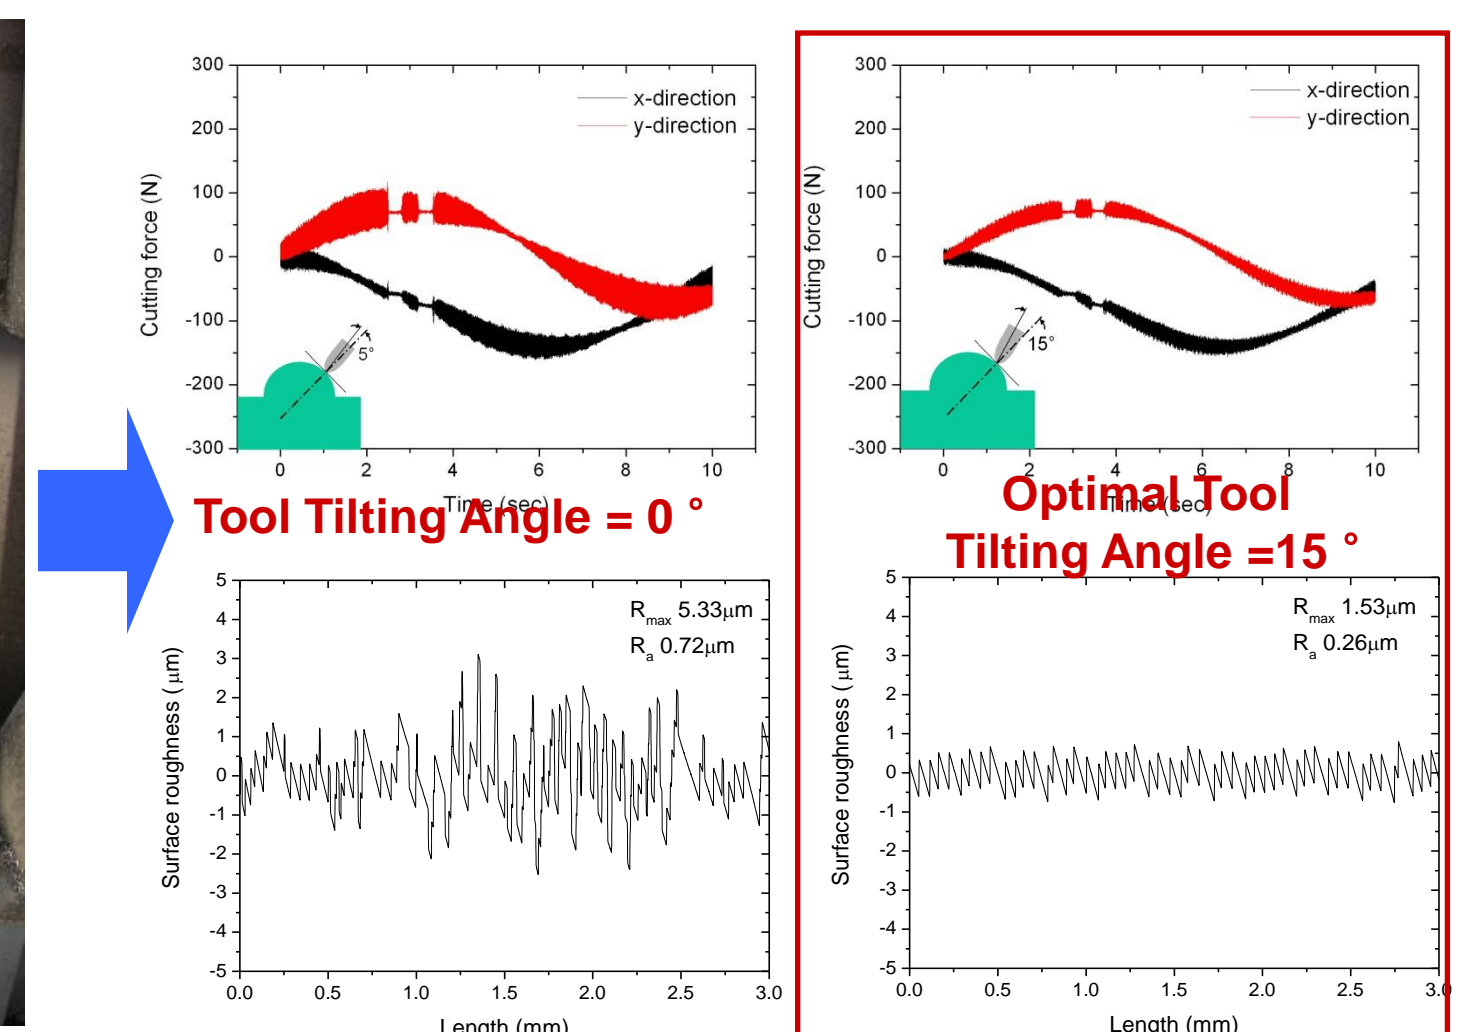 300
200
100
0
-100
-200
-300
Cutting force (N)
x-direction
y-direction
5°
0 2 4 6 8 10
Time (sec)
Tool Tilting Angle = 0 °
300
200
100
0
-100
-200
-300
Cutting force (N)
x-direction
y-direction
15°
0 2 4 6 8 10
Time (sec)
Optimal Tool
Tilting Angle =15 °
5
4
3
2
1
0
-1
-2
-3
-4
-5
Surface roughness (μm)
Rmax 5.33μm
Ra 0.72μm
0.0 0.5 1.0 1.5 2.0 2.5 3.0
Length (mm)
5
4
3
2
1
0
-1
-2
-3
-4
-5
Surface roughness (μm)
Rmax 1.53μm
Ra 0.26μm
0.0 0.5 1.0 1.5 2.0 2.5 3.0
Length (mm)